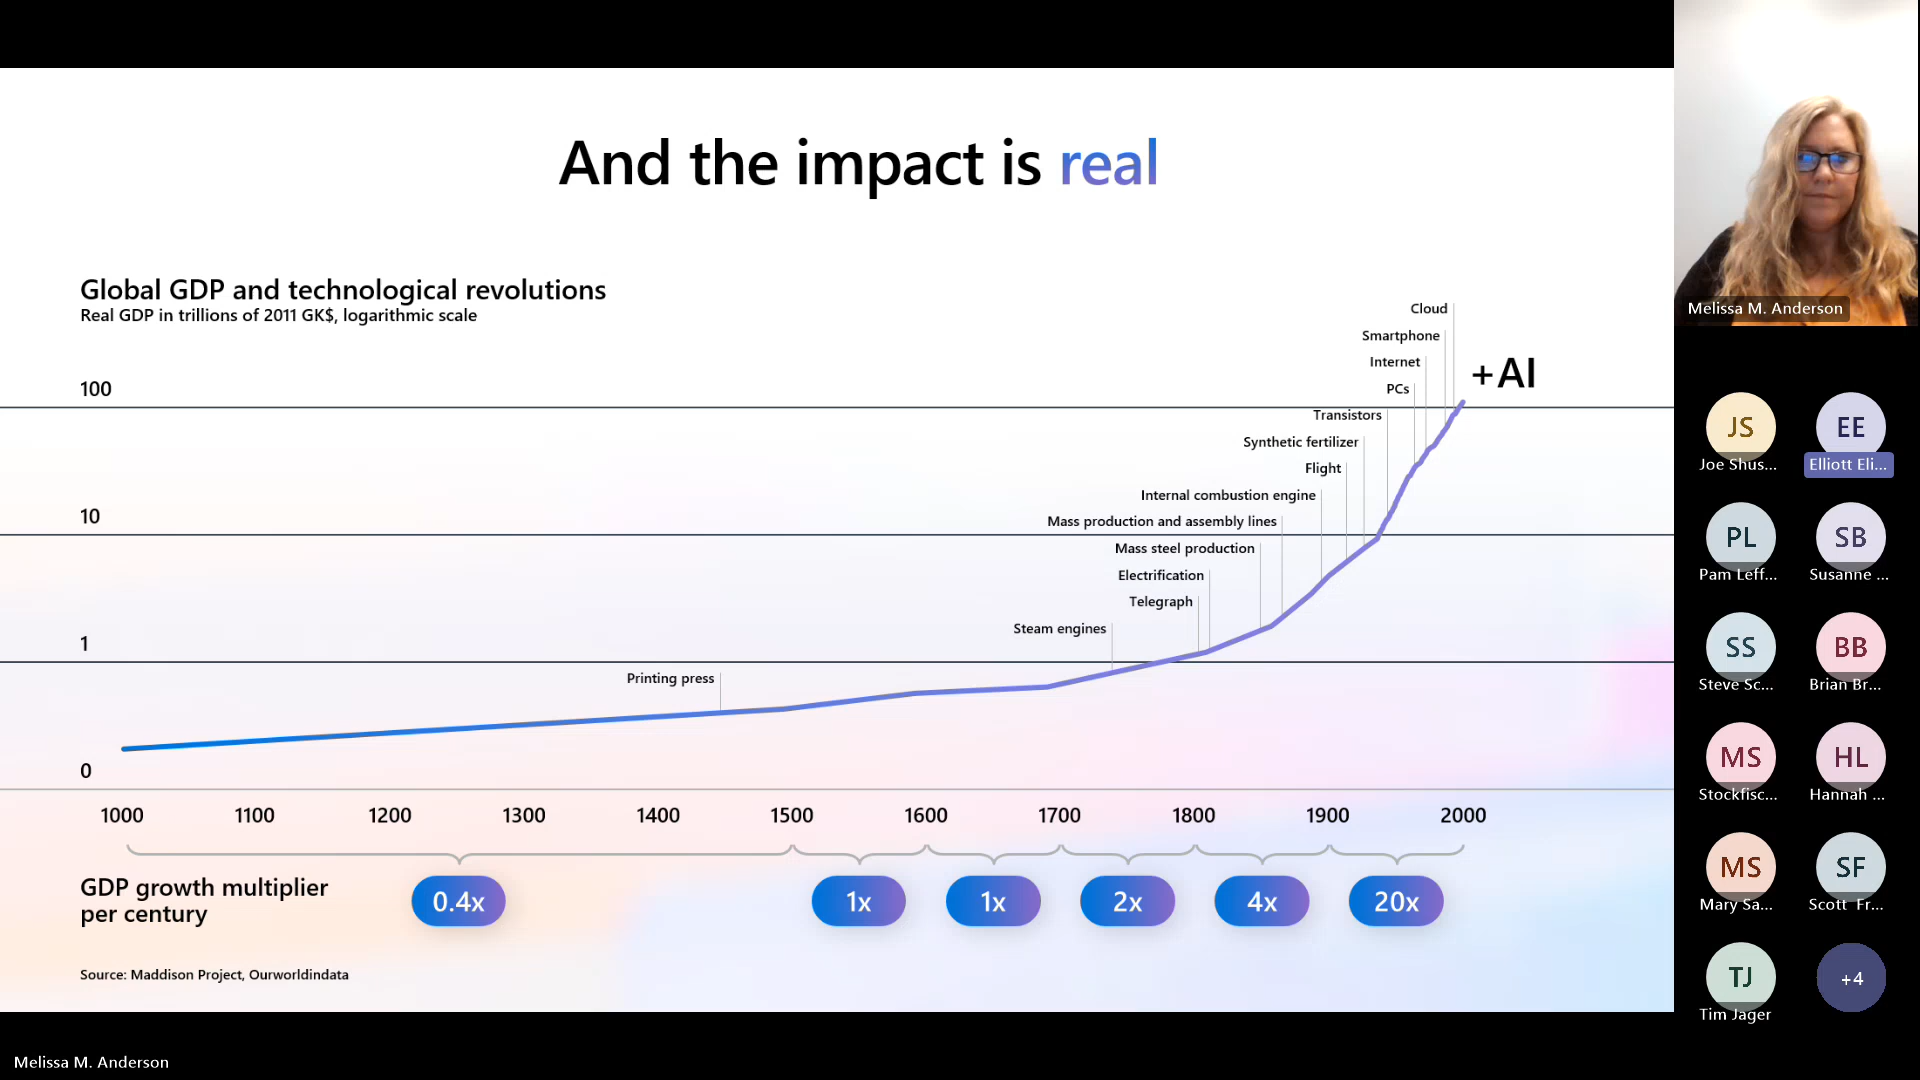 And the impact is real
Global GDP and technological revolutions
Real GDP in trillions of 2011 GK$, logarithmic scale
100
10
1
0
Cloud
Smartphone
Internet
PCs
+AI
Transistors
Synthetic fertilizer
Flight
Internal combustion engine
Mass production and assembly lines
Mass steel production
Electrification
Telegraph
Steam engines
Printing press
1000 1100 1200 1300 1400 1500 1600 1700 1800 1900 2000
GDP growth multiplier
per century
0.4x 1x 1x 2x 4x 20x
Source: Maddison Project, Ourworldindata
Melissa M. Anderson
Melissa M. Anderson
JS
Joe Shus...
EE
Elliott Eli...
PL
Pam Leff...
SB
Susanne ...
SS
Steve Sc...
BB
Brian Br...
MS
Stockfisc...
HL
Hannah ...
MS
Mary Sa...
SF
Scott Fr...
TJ
Tim Jager
+4